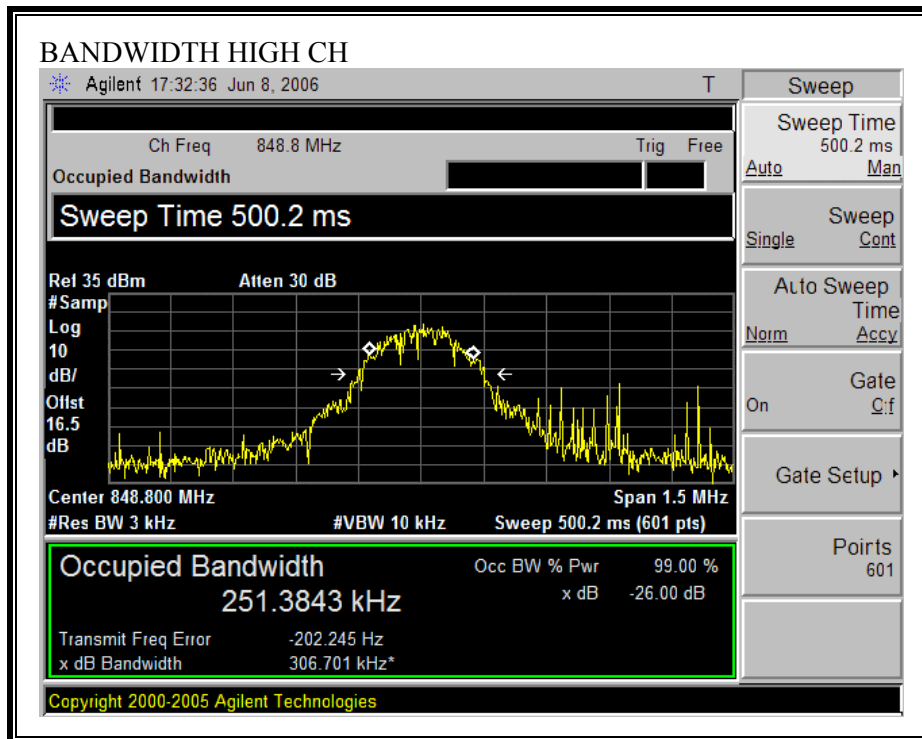 BANDWIDTH HIGH CH
Agilent 17:32:36 Jun 8, 2006 T
Sweep
Ch Freq 848.8 MHz Trig Free
Occupied Bandwidth
Sweep Time 500.2 ms
Ref 35 dBm Atten 30 dB
#Samp
Log
10
dB/
Offst
16.5
dB
Center 848.800 MHz Span 1.5 MHz
#Res BW 3 kHz #VBW 10 kHz Sweep 500.2 ms (601 pts)
Occupied Bandwidth
251.3843 kHz
Occ BW % Pwr 99.00 %
x dB -26.00 dB
Transmit Freq Error -202.245 Hz
x dB Bandwidth 306.701 kHz*
Copyright 2000-2005 Agilent Technologies
Sweep Time
500.2 ms
Auto Man
Sweep
Single Cont
Auto Sweep
Time
Norm Accy
Gate
On Off
Gate Setup
Points
601